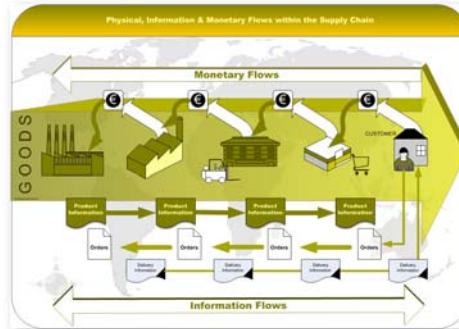 Physical, Information & Monetary Flows within the Supply Chain
Monetary Flows
€ € € €
GOODS
CUSTOMER
Product Information Product Information Product Information Product Information
Orders Orders Orders Orders
Delivery Information Delivery Information Delivery Information Delivery Information
Information Flows